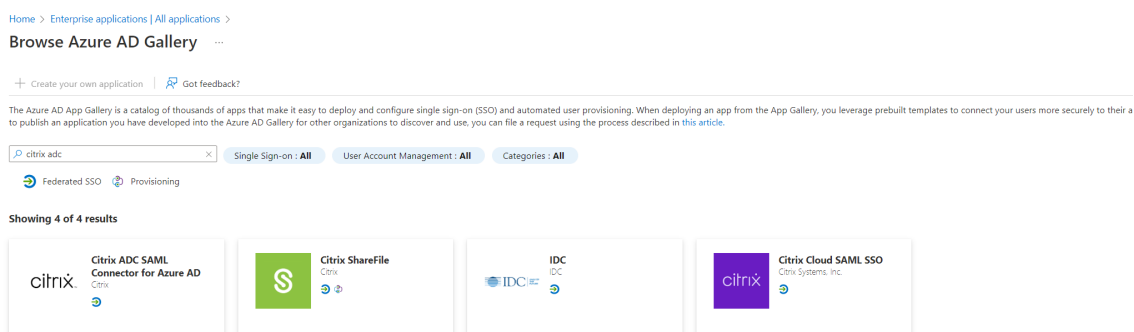 Home > Enterprise applications | All applications >
Browse Azure AD Gallery ...
+ Create your own application
Got feedback?
The Azure AD App Gallery is a catalog of thousands of apps that make it easy to deploy and configure single sign-on (SSO) and automated user provisioning. When deploying an app from the App Gallery, you leverage prebuilt templates to connect your users more securely to their a
to publish an application you have developed into the Azure AD Gallery for other organizations to discover and use, you can file a request using the process described in this article.
citrix adc
Single Sign-on : All
User Account Management : All
Categories : All
Federated SSO
Provisioning
Showing 4 of 4 results
citrix
Citrix ADC SAML
Connector for Azure AD
Citrix
Citrix ShareFile
Citrix
IDC
IDC
IDC
citrix
Citrix Cloud SAML SSO
Citrix Systems, Inc.